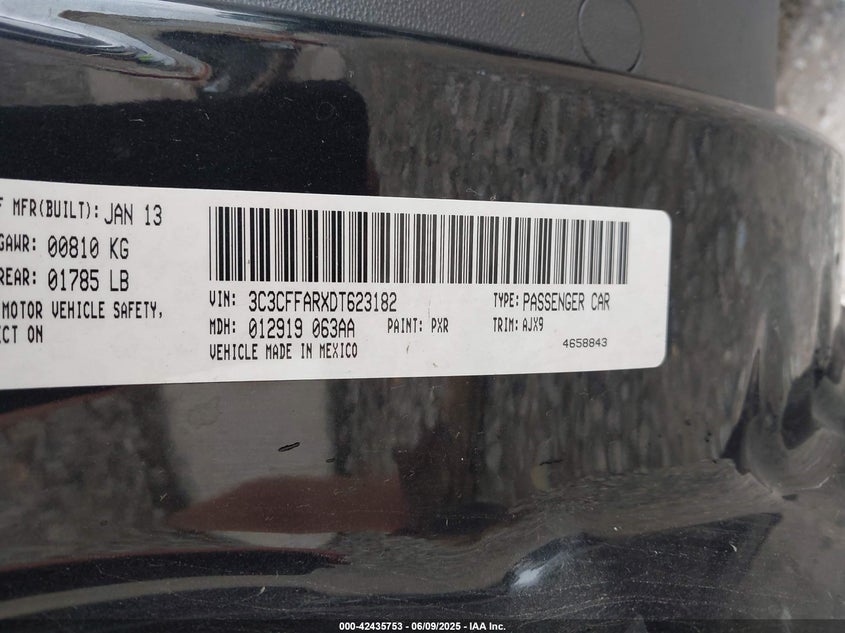 F MFR(BUILT): JAN 13
GAWR: 00810 KG
REAR: 01785 LB
MOTOR VEHICLE SAFETY,
ECT ON
VIN: 3C3CFFARXDT623182
TYPE: PASSENGER CAR
MDH: 012919 063AA
PAINT: PXR
TRIM: AJX9
VEHICLE MADE IN MEXICO
4658843
000-42435753 - 06/09/2025 - IAA Inc.